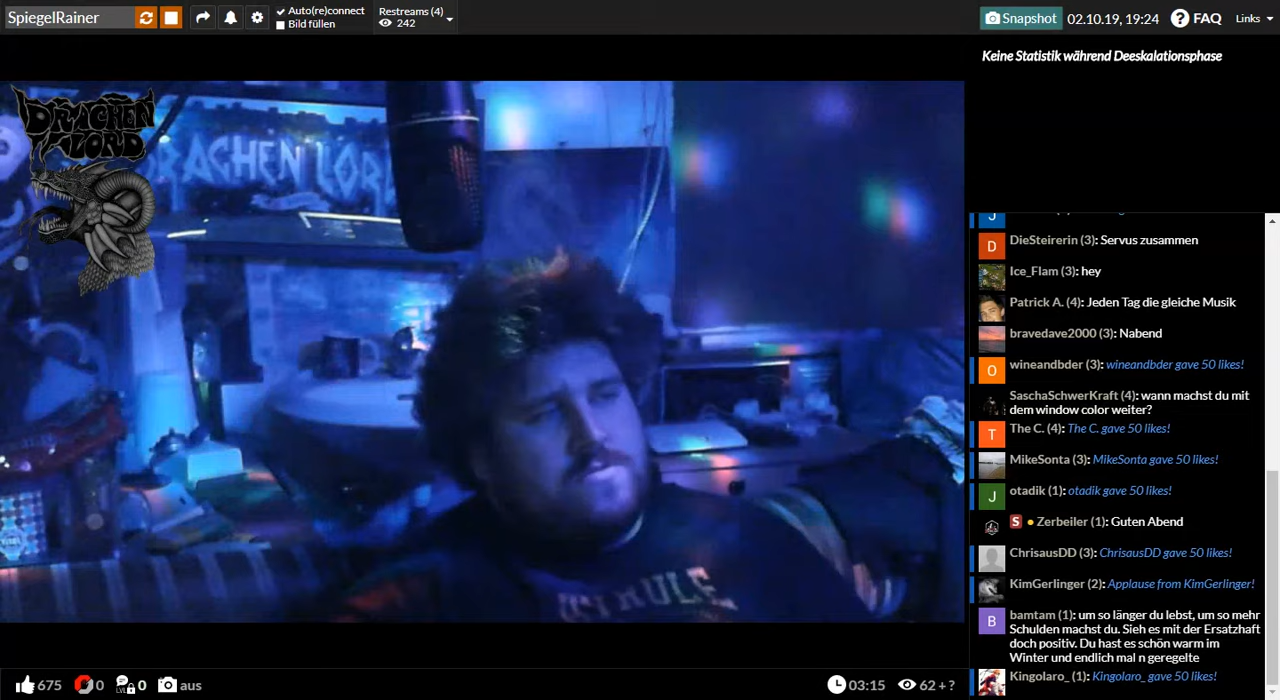 SpiegelRainer
Auto(re)connect
Bild füllen
Restreams (4)
242
Snapshot
02.10.19, 19:24
? FAQ
Links
Keine Statistik während Deeskalationsphase
DRACHEN
LORD
RACHEN LOR
RULE
J
D DieSteirerin (3): Servus zusammen
Ice_Flam (3): hey
Patrick A. (4): Jeden Tag die gleiche Musik
bravedave2000 (3): Nabend
O wineandbder (3): wineandbder gave 50 likes!
SaschaSchwerKraft (4): wann machst du mit
dem window color weiter?
T The C. (4): The C. gave 50 likes!
MikeSonta (3): MikeSonta gave 50 likes!
J otadik (1): otadik gave 50 likes!
S Zerbeiler (1): Guten Abend
ChrisausDD (3): ChrisausDD gave 50 likes!
KimGerlinger (2): Applause from KimGerlinger!
B bamtam (1): um so länger du lebst, um so mehr
Schulden machst du. Sieh es mit der Ersatzhaft
doch positiv. Du hast es schön warm im
Winter und endlich mal n geregelte
Kingolaro_ (1): Kingolaro_ gave 50 likes!
675
0
LVL
0
aus
03:15
62 + ?